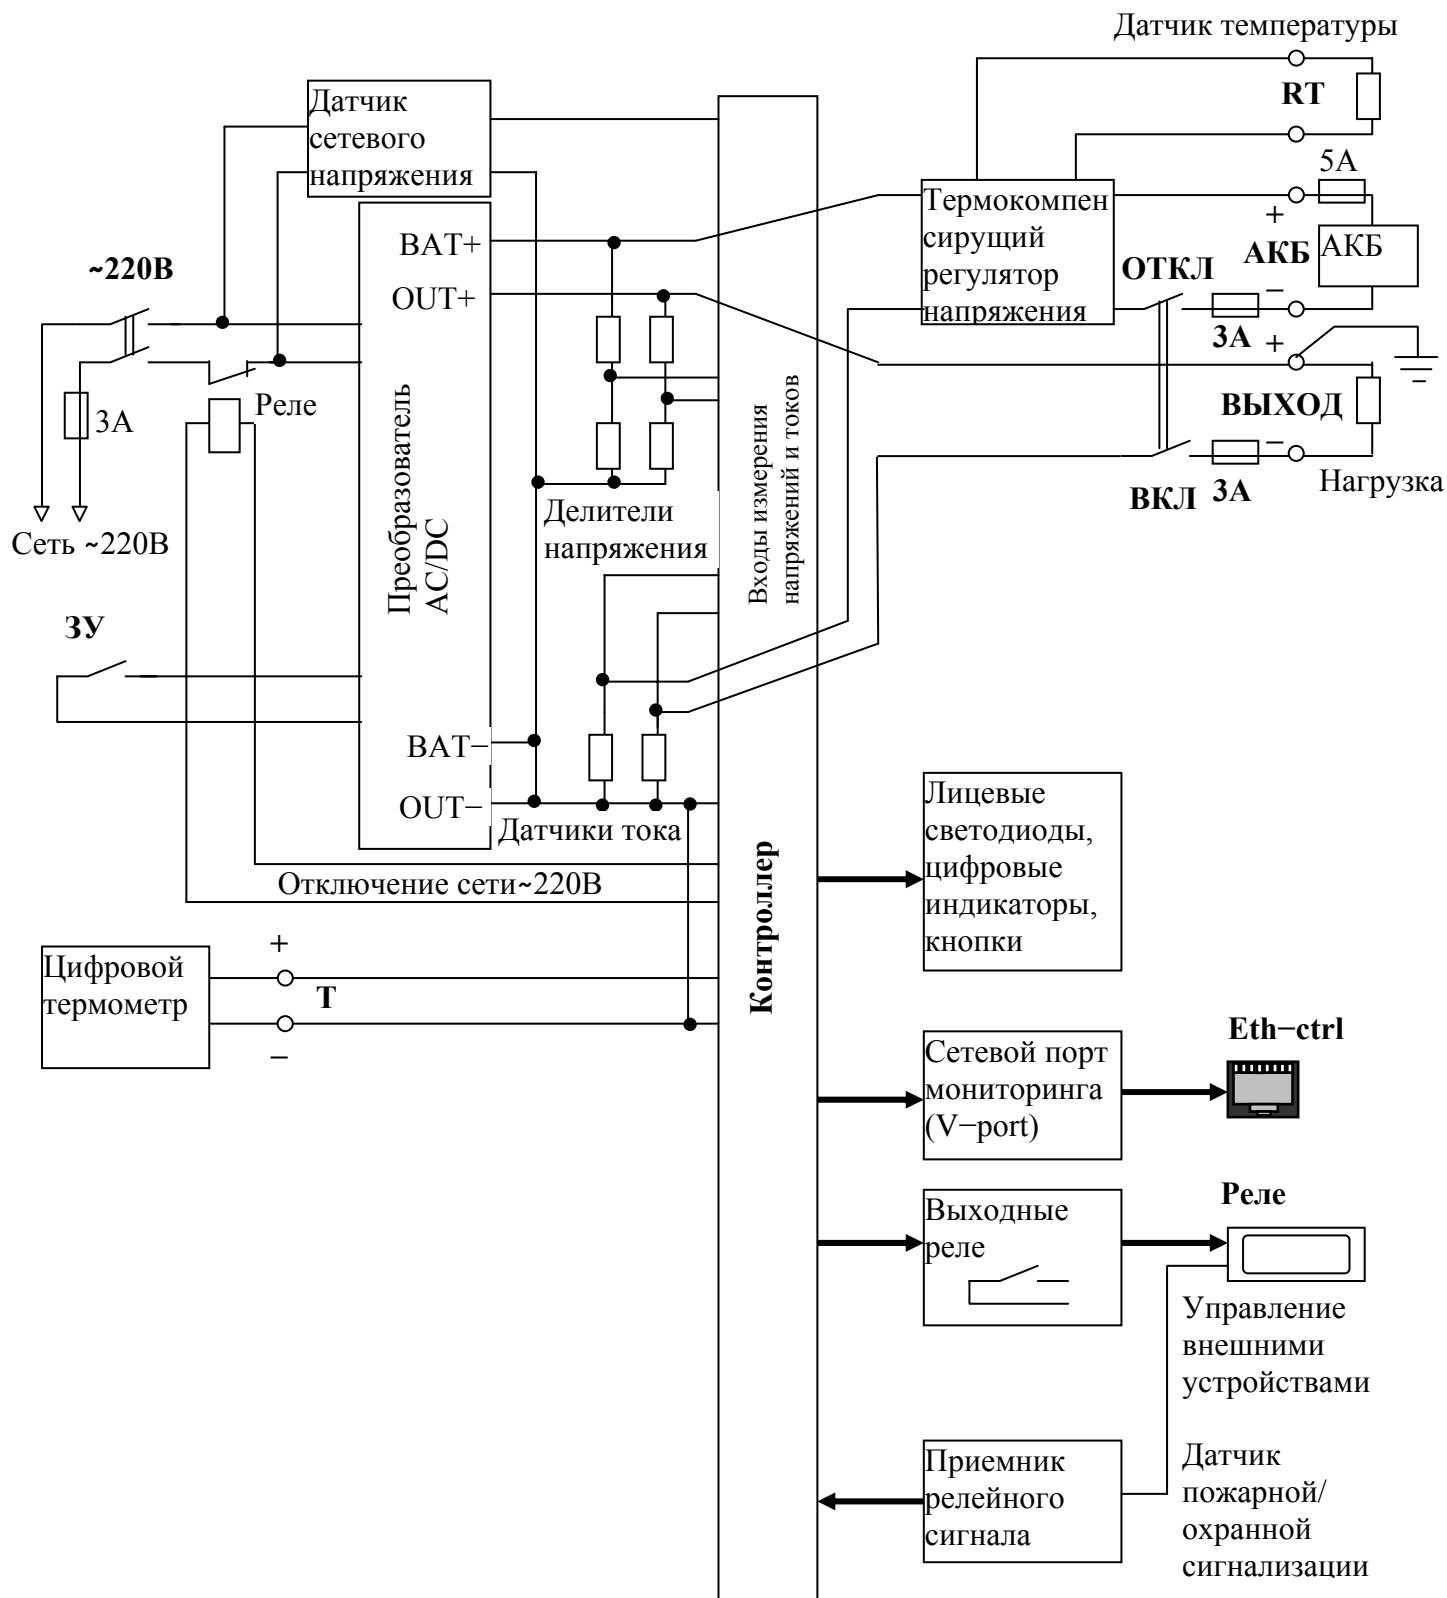 Датчик температуры
RT
5А
Датчик
сетевого
напряжения
Термокомпен
сирущий
регулятор
напряжения
+
АКБ
−
АКБ
ОТКЛ
3А
~220В
BAT+
OUT+
+
ВЫХОД
−
Нагрузка
ВКЛ
3А
3А
Реле
Сеть ~220В
Преобразователь
AC/DC
Делители
напряжения
Входы измерения
напряжений и токов
ЗУ
BAT−
OUT−
Датчики тока
Отключение сети~220В
Контроллер
Лицевые
светодиоды,
цифровые
индикаторы,
кнопки
Цифровой
термометр
+
Т
−
Сетевой порт
мониторинга
(V−port)
Eth−ctrl
Выходные
реле
Реле
Управление
внешними
устройствами
Приемник
релейного
сигнала
Датчик
пожарной/
охранной
сигнализации